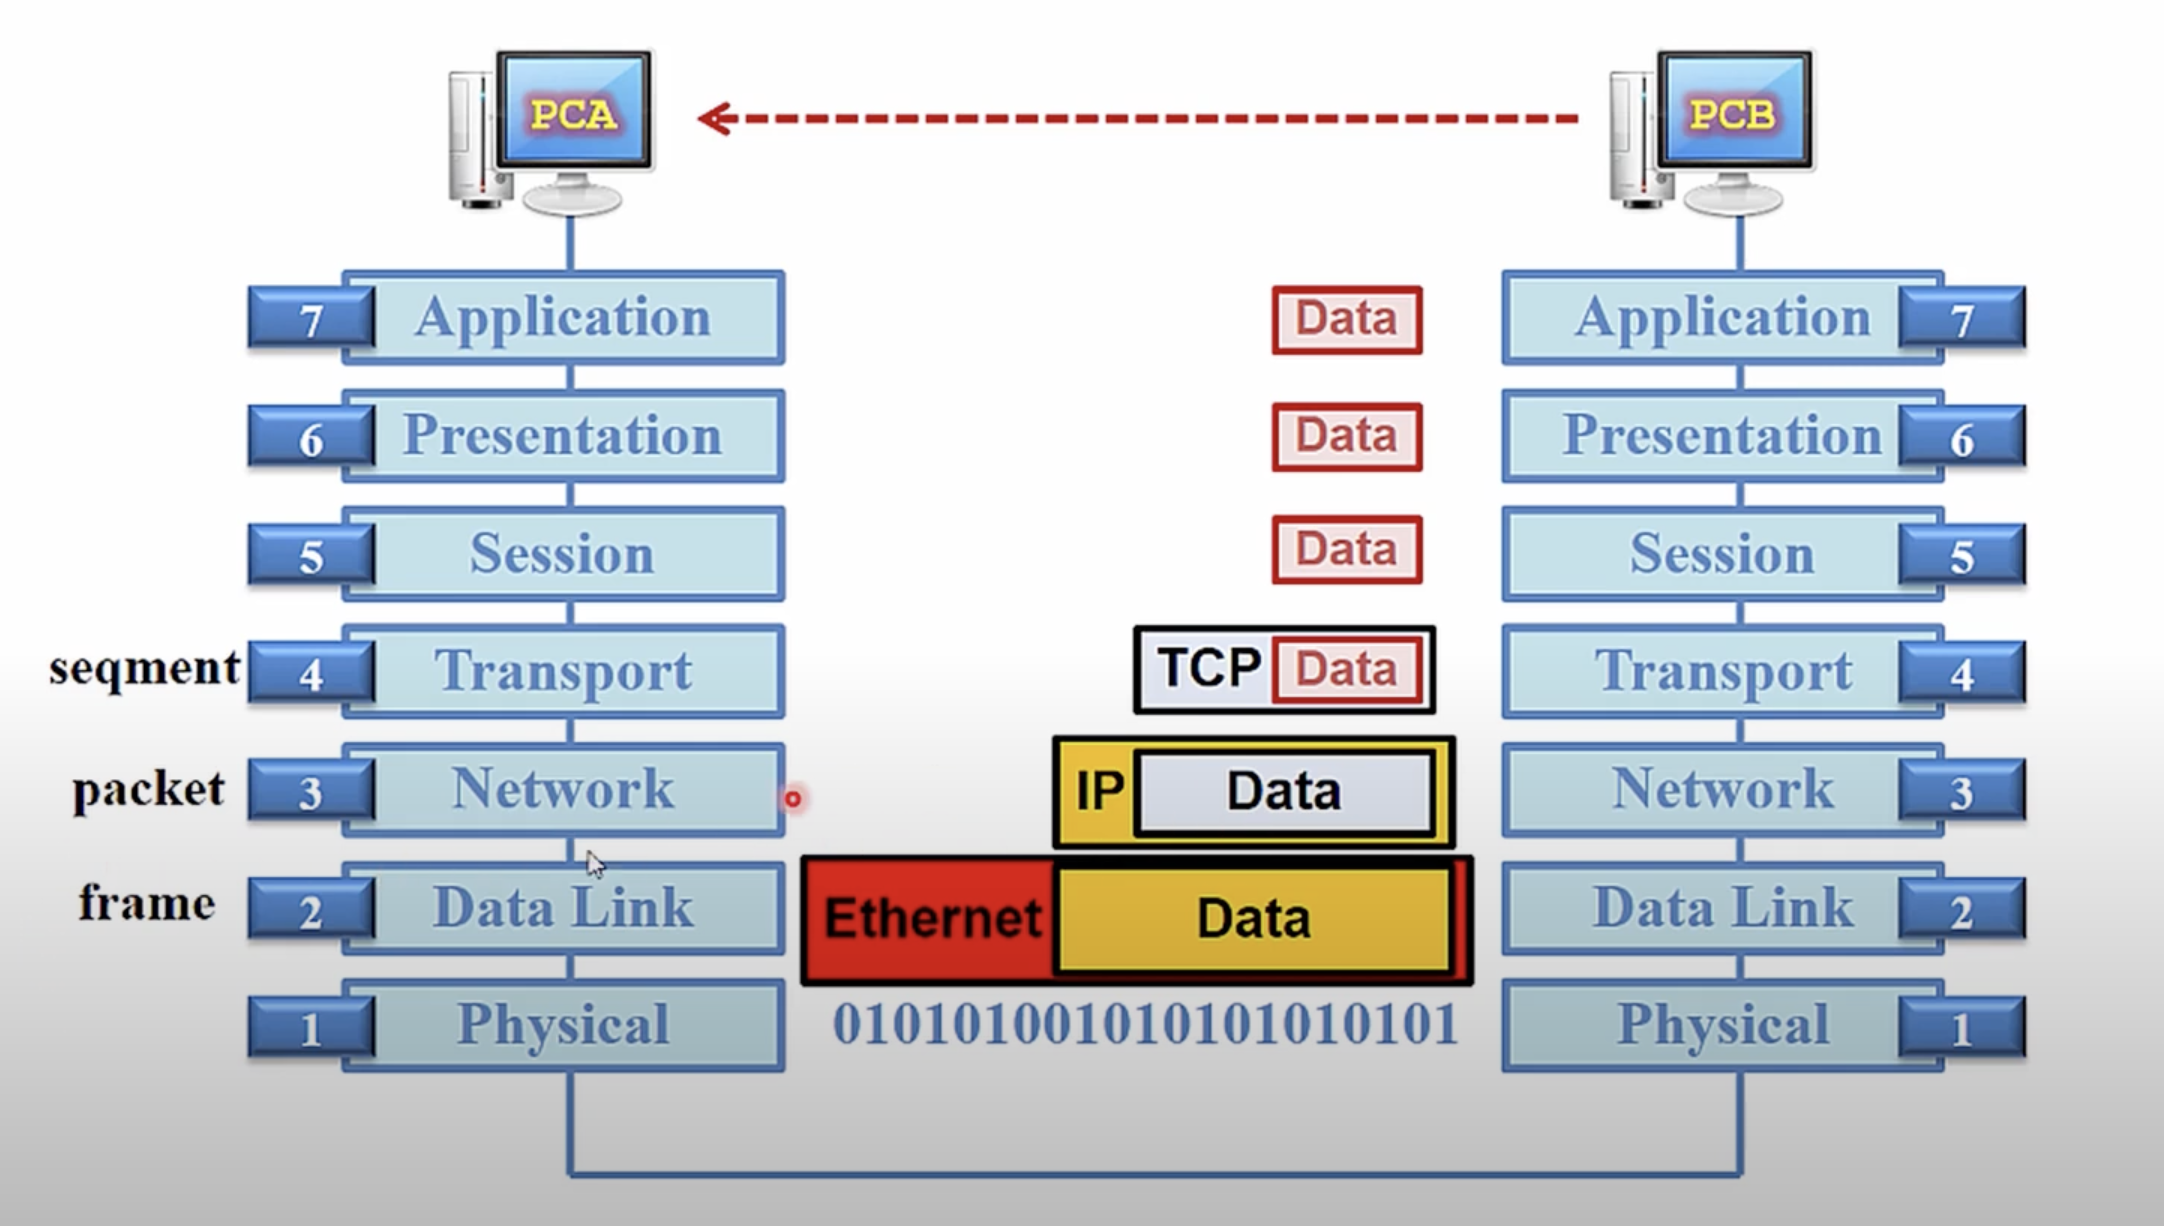 PCA
PCB
7 Application Data Application 7
6 Presentation Data Presentation 6
5 Session Data Session 5
seqment 4 Transport TCP Data Transport 4
packet 3 Network IP Data Network 3
frame 2 Data Link Ethernet Data Data Link 2
1 Physical 010101001010101010101 Physical 1